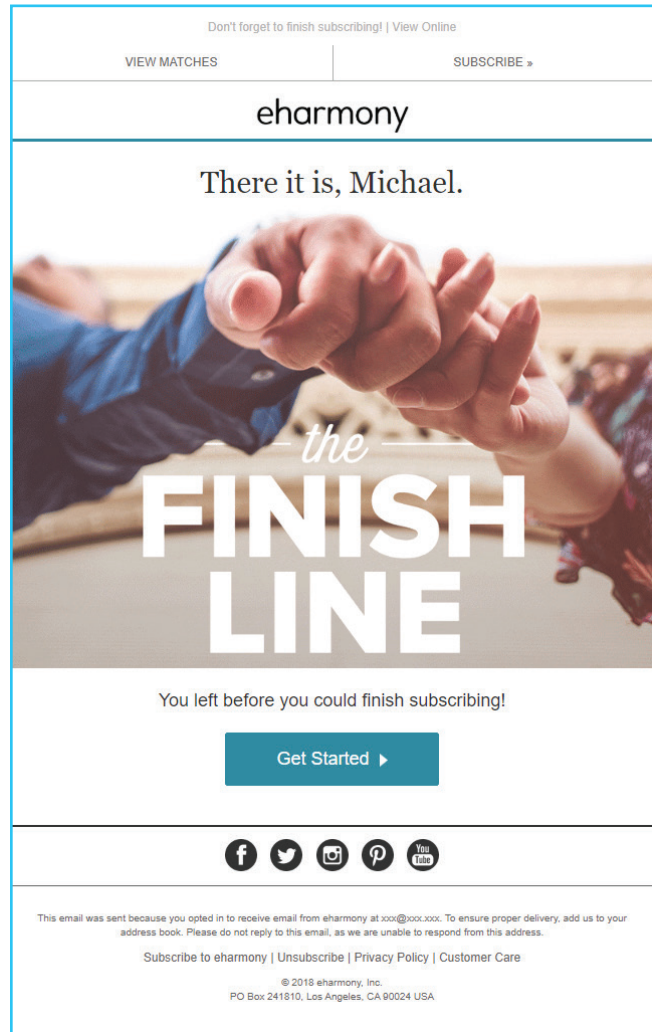 Don't forget to finish subscribing! | View Online
VIEW MATCHES
SUBSCRIBE »
eharmony
There it is, Michael.
the
FINISH
LINE
You left before you could finish subscribing!
Get Started
You
Tube
This email was sent because you opted in to receive email from eharmony at xxx@xxx.xxx. To ensure proper delivery, add us to your
address book. Please do not reply to this email, as we are unable to respond from this address.
Subscribe to eharmony | Unsubscribe | Privacy Policy | Customer Care
© 2018 eharmony, Inc.
PO Box 241810, Los Angeles, CA 90024 USA